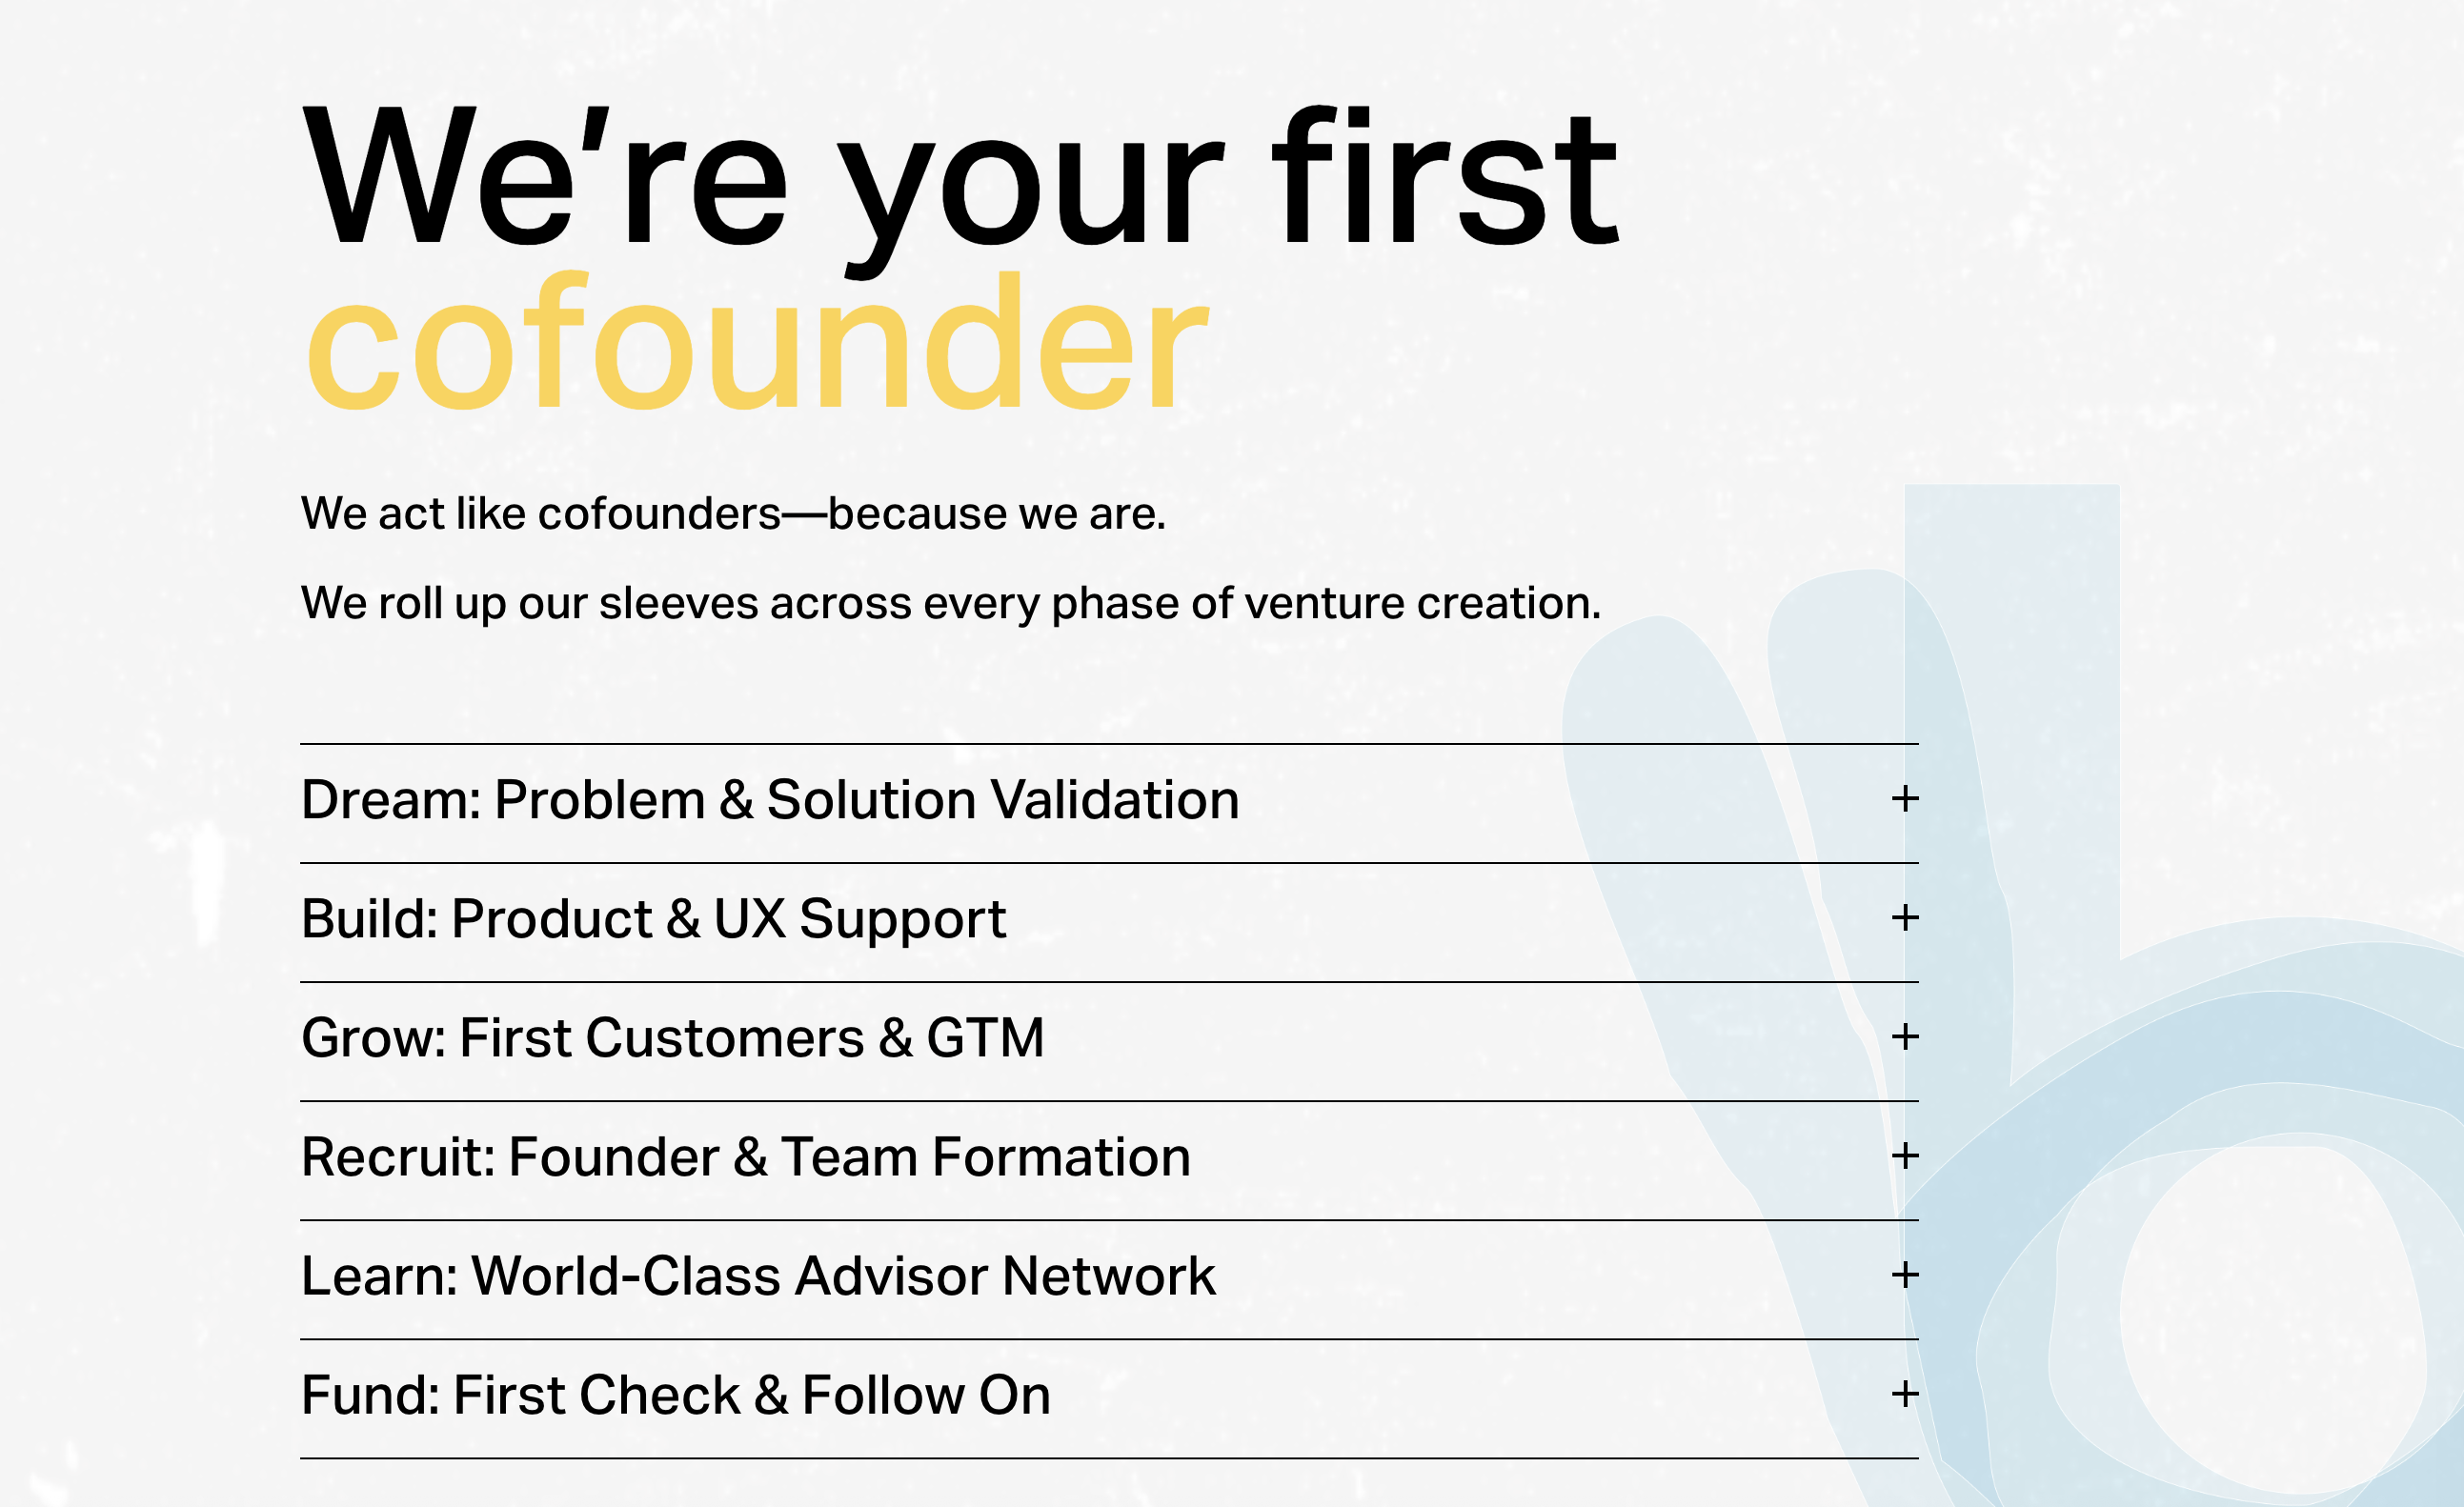 We're your first
cofounder
We act like cofounders—because we are.
We roll up our sleeves across every phase of venture creation.
Dream: Problem & Solution Validation +
Build: Product & UX Support +
Grow: First Customers & GTM +
Recruit: Founder & Team Formation +
Learn: World-Class Advisor Network +
Fund: First Check & Follow On +